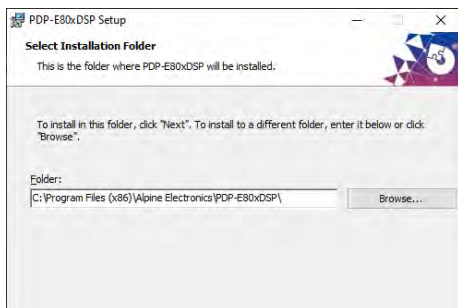 PDP-E80xDSP Setup
Select Installation Folder
This is the folder where PDP-E80xDSP will be installed.
To install in this folder, click "Next". To install to a different folder, enter it below or click
"Browse".
Folder:
C:\Program Files (x86)\Alpine Electronics\PDP-E80xDSP\
Browse...